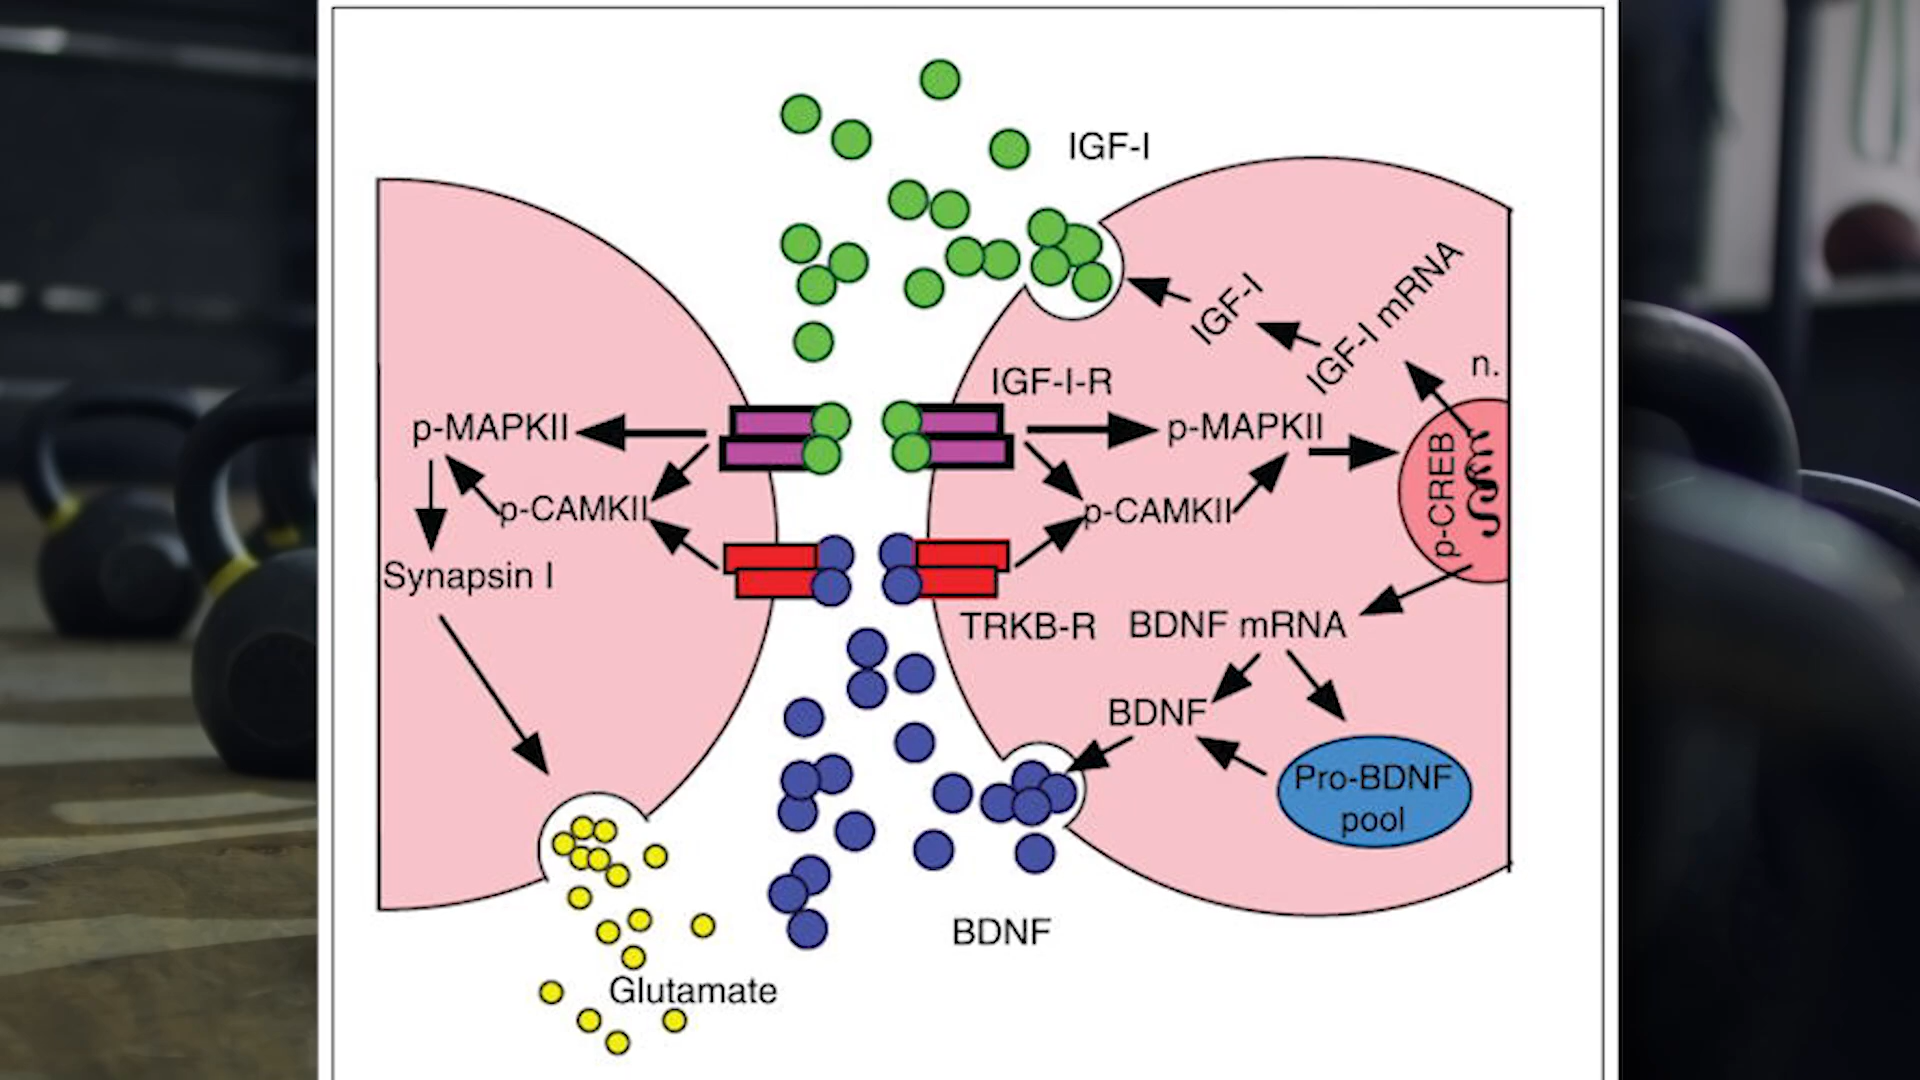 IGF-I
IGF-I mRNA
IGF-I
n.
IGF-I-R
p-MAPKII
p-MAPKII
p-CREB
p-CAMKII
p-CAMKII
Synapsin I
TRKB-R
BDNF mRNA
BDNF
Pro-BDNF
pool
BDNF
Glutamate